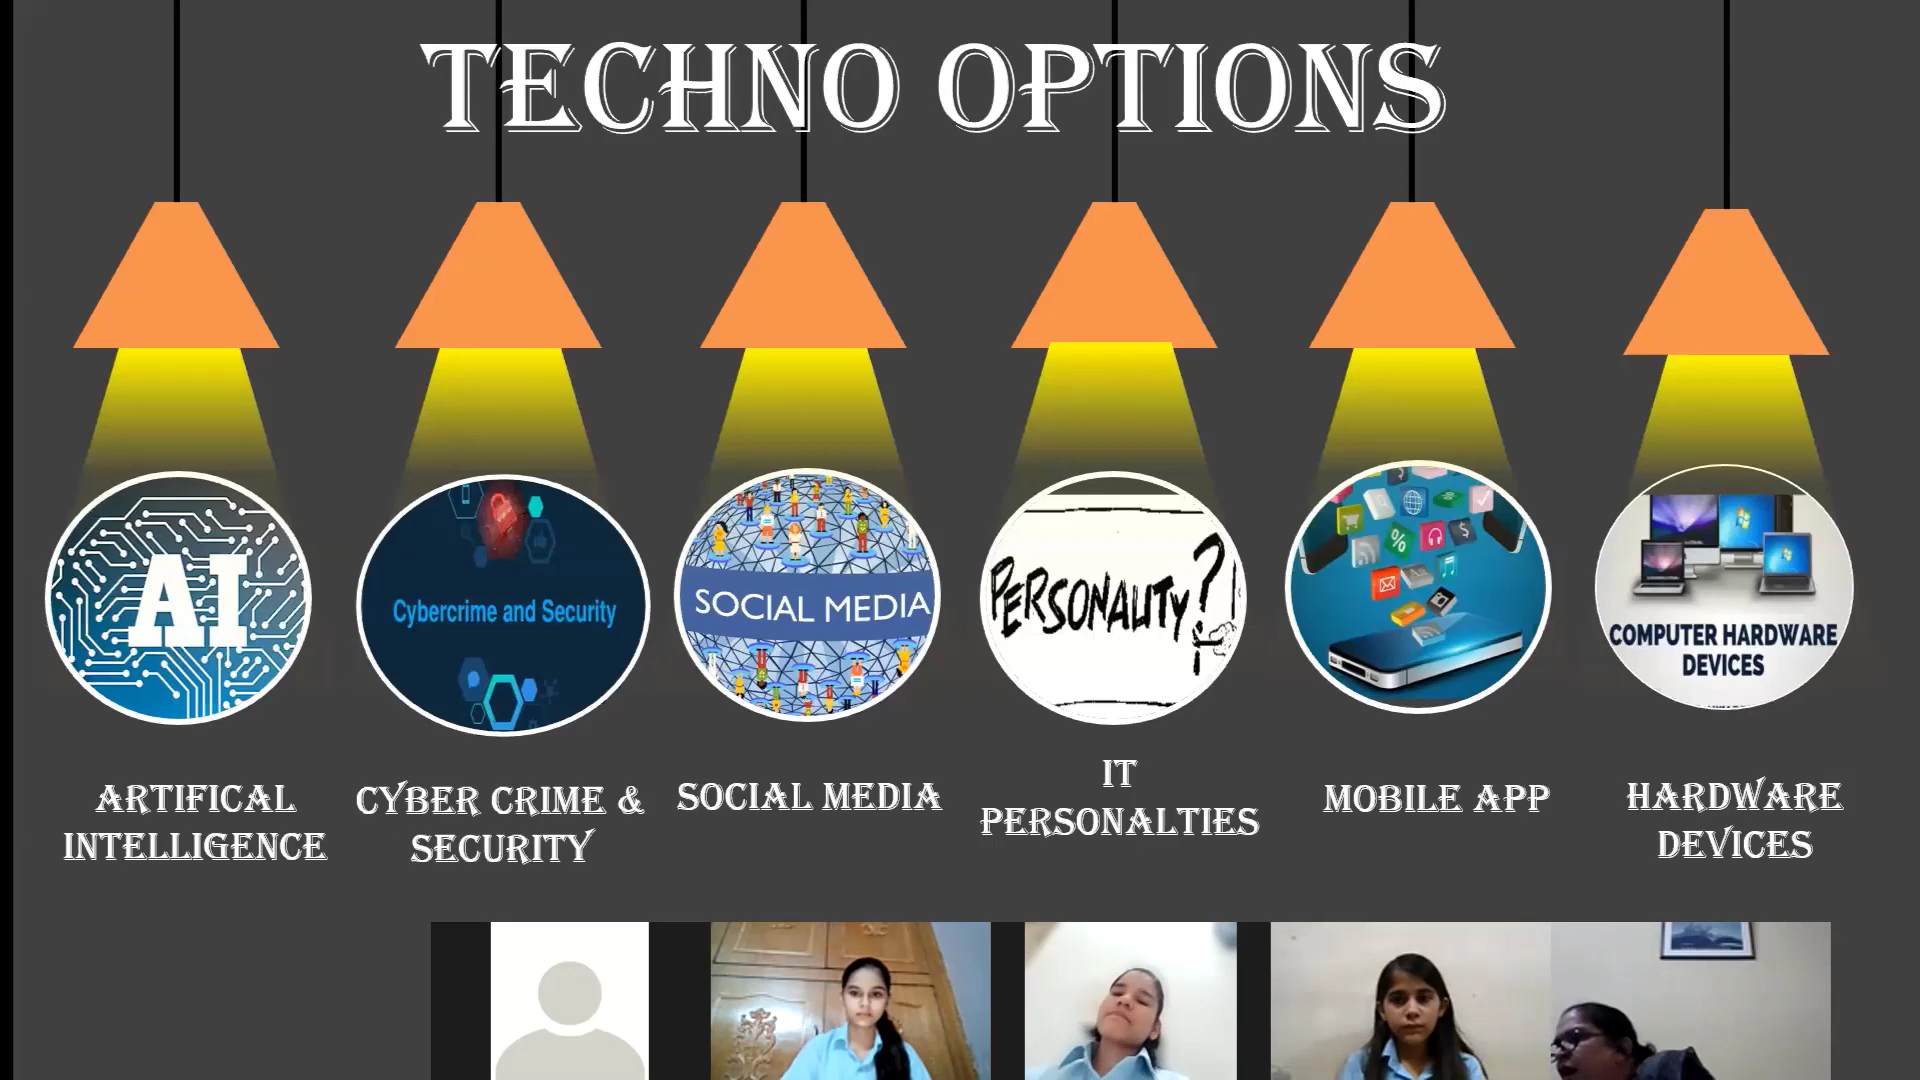 TECHNO OPTIONS
AI
Cybercrime and Security
SOCIAL MEDIA
PERSONALITY?
COMPUTER HARDWARE
DEVICES
ARTIFICAL
INTELLIGENCE
CYBER CRIME &
SECURITY
SOCIAL MEDIA
IT
PERSONALTIES
MOBILE APP
HARDWARE
DEVICES